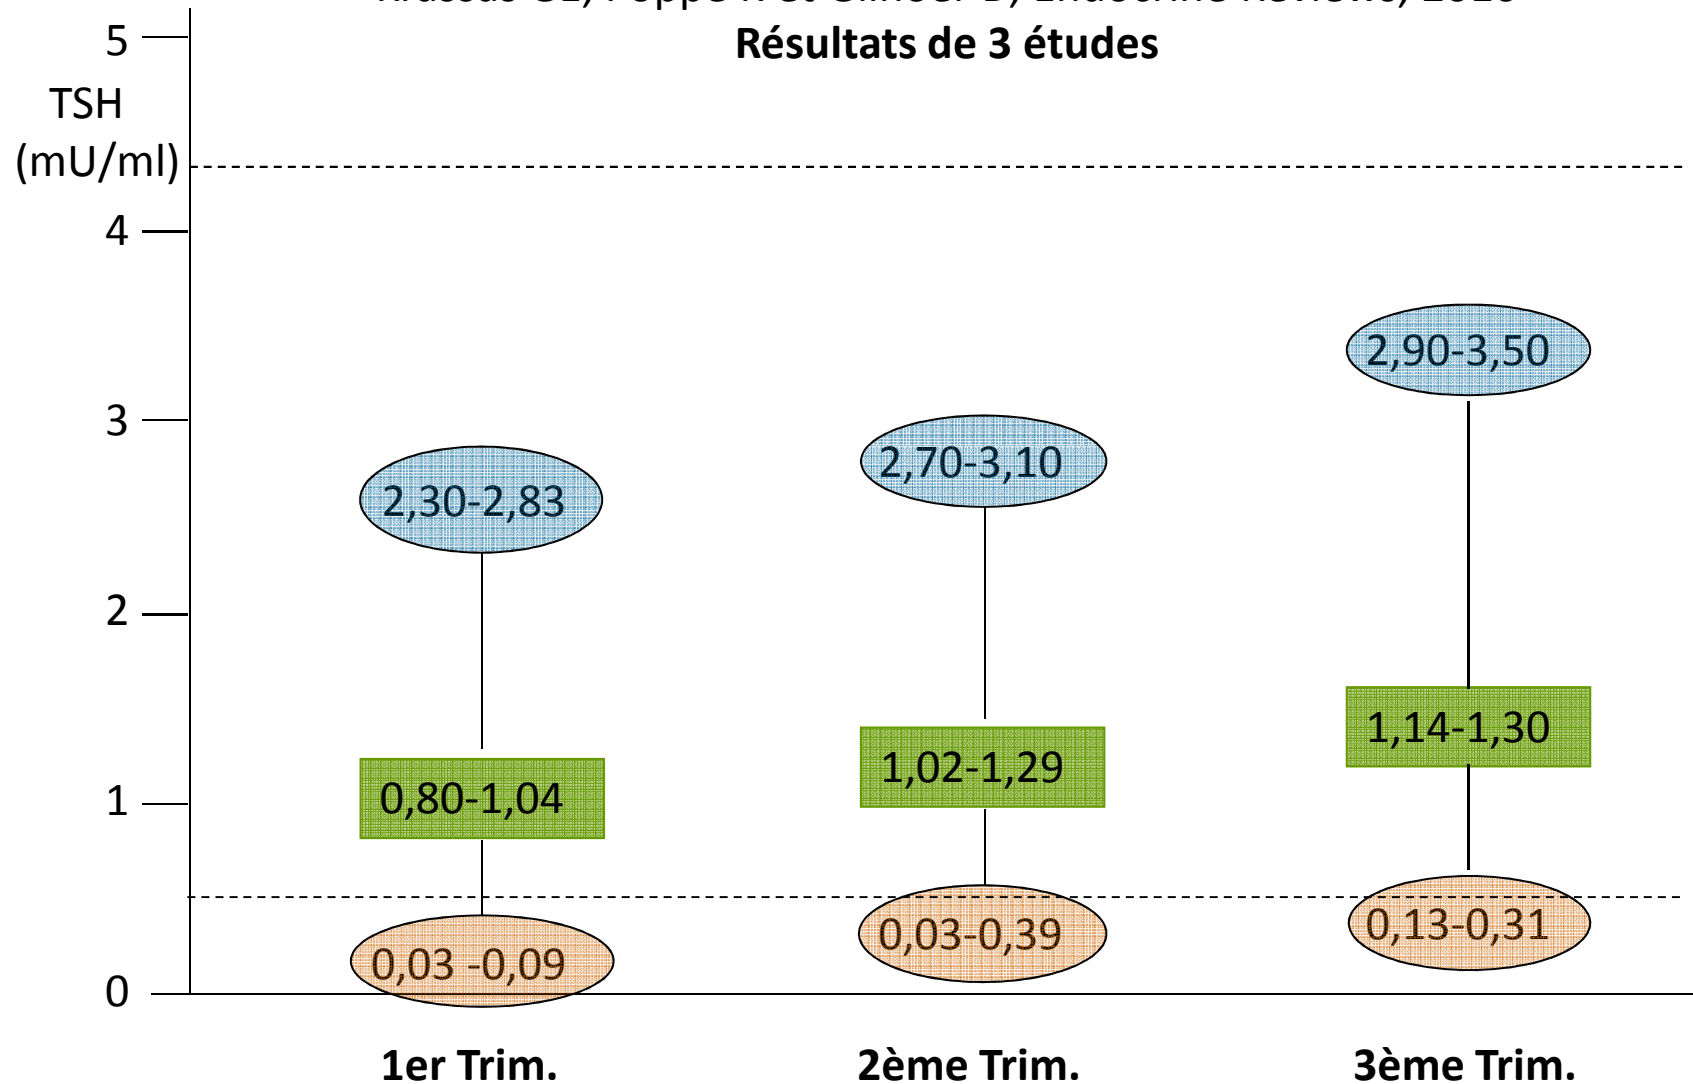 Résultats de 3 études
5
TSH
(mU/ml)
4
3
2
1
0
2,30-2,83
2,70-3,10
2,90-3,50
0,80-1,04
1,02-1,29
1,14-1,30
0,03 -0,09
0,03-0,39
0,13-0,31
1er Trim.
2ème Trim.
3ème Trim.